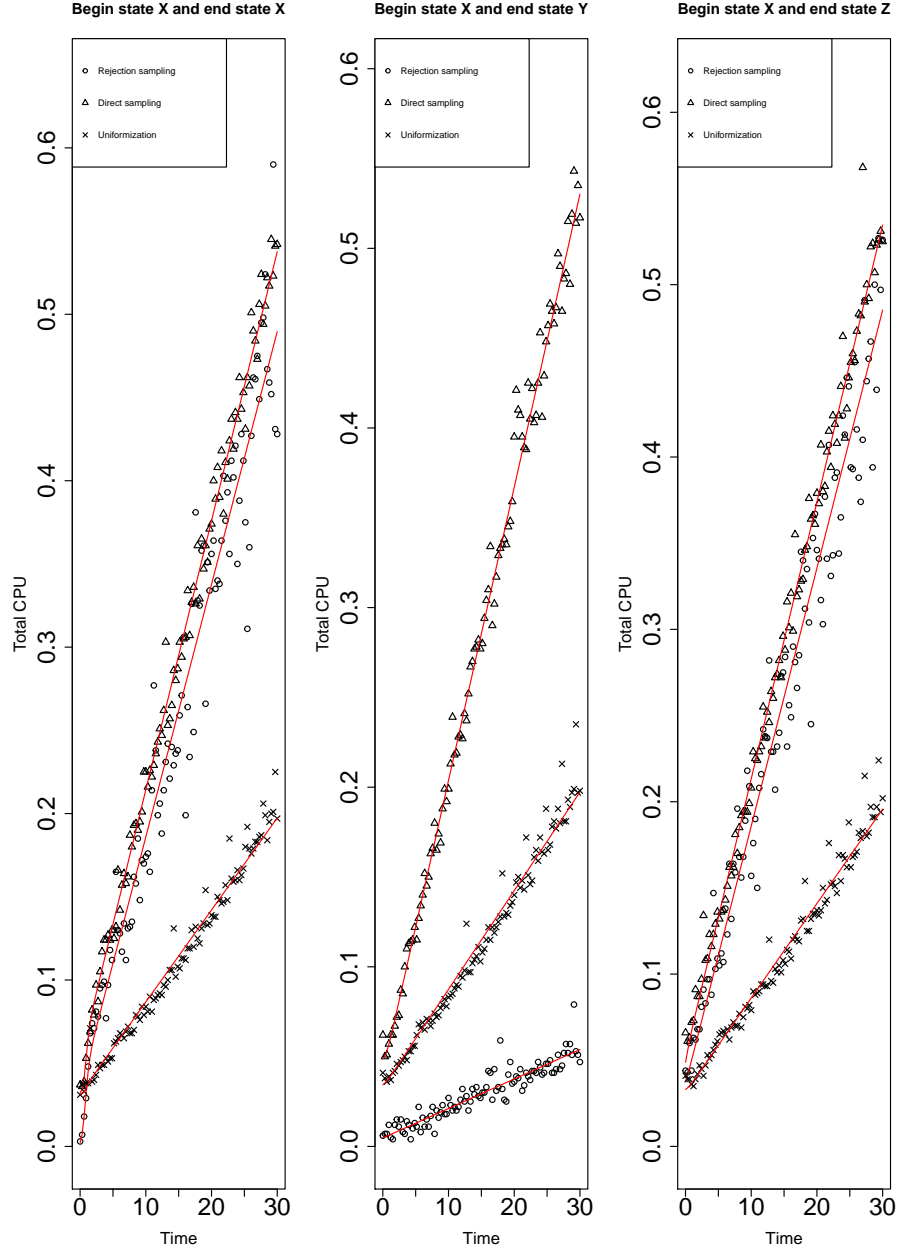 Begin state X and end state X
Rejection sampling
Direct sampling
Uniformization
Total CPU
0.0
0.1
0.2
0.3
0.4
0.5
0.6
0 10 20 30
Time
Begin state X and end state Y
Rejection sampling
Direct sampling
Uniformization
Total CPU
0.0
0.1
0.2
0.3
0.4
0.5
0.6
0 10 20 30
Time
Begin state X and end state Z
Rejection sampling
Direct sampling
Uniformization
Total CPU
0.0
0.1
0.2
0.3
0.4
0.5
0.6
0 10 20 30
Time